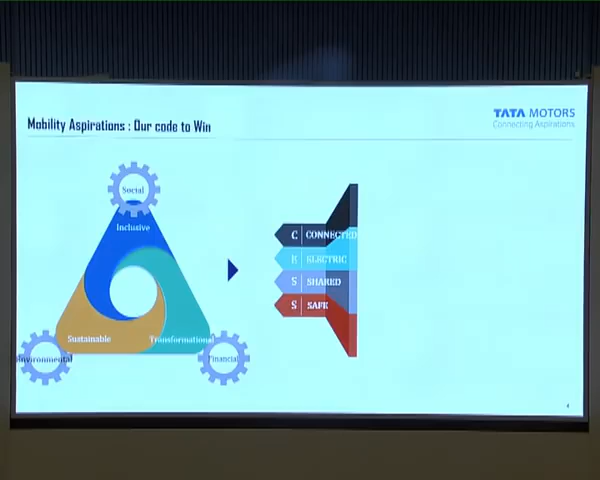 Mobility Aspirations : Our code to Win
TATA MOTORS
Connecting Aspirations
Social
Inclusive
Sustainable
Transformational
Environmental
Financial
C CONNECTED
E ELECTRIC
S SHARED
S SAFE
4